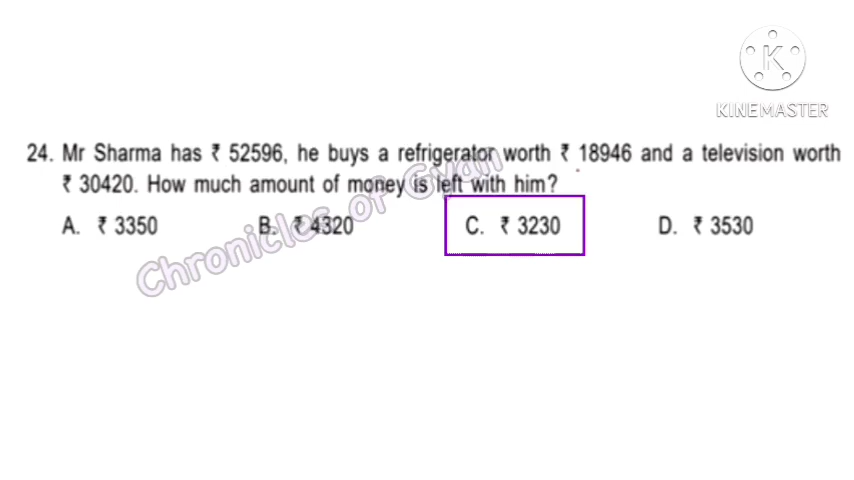 K
KINEMASTER
24. Mr Sharma has ₹ 52596, he buys a refrigerator worth ₹ 18946 and a television worth
₹ 30420. How much amount of money is left with him?
A. ₹ 3350 B. ₹ 4320 C. ₹ 3230 D. ₹ 3530
Chronicles of Gyan